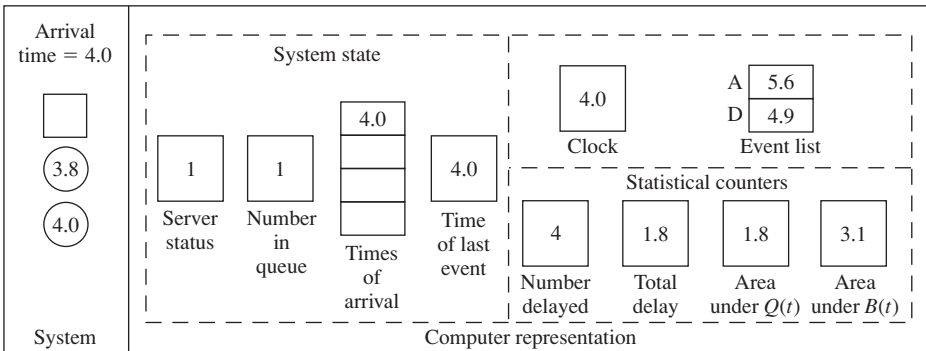 Arrival
time = 4.0
3.8
4.0
System
System state
1
Server
status
1
Number
in
queue
4.0
Times
of
arrival
4.0
Time
of last
event
4.0
Clock
A 5.6
D 4.9
Event list
Statistical counters
4
Number
delayed
1.8
Total
delay
1.8
Area
under Q(t)
3.1
Area
under B(t)
Computer representation